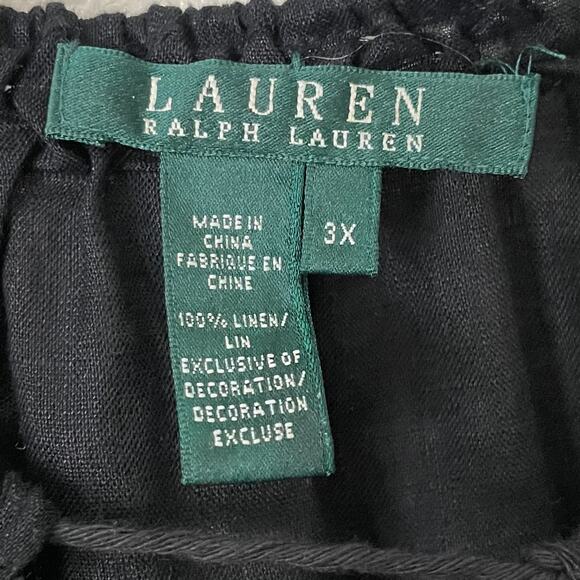 LAUREN
RALPH LAUREN
MADE IN
CHINA
FABRIQUE EN
CHINE
3X
100% LINEN/
LIN
EXCLUSIVE OF
DECORATION/
DECORATION
EXCLUSE